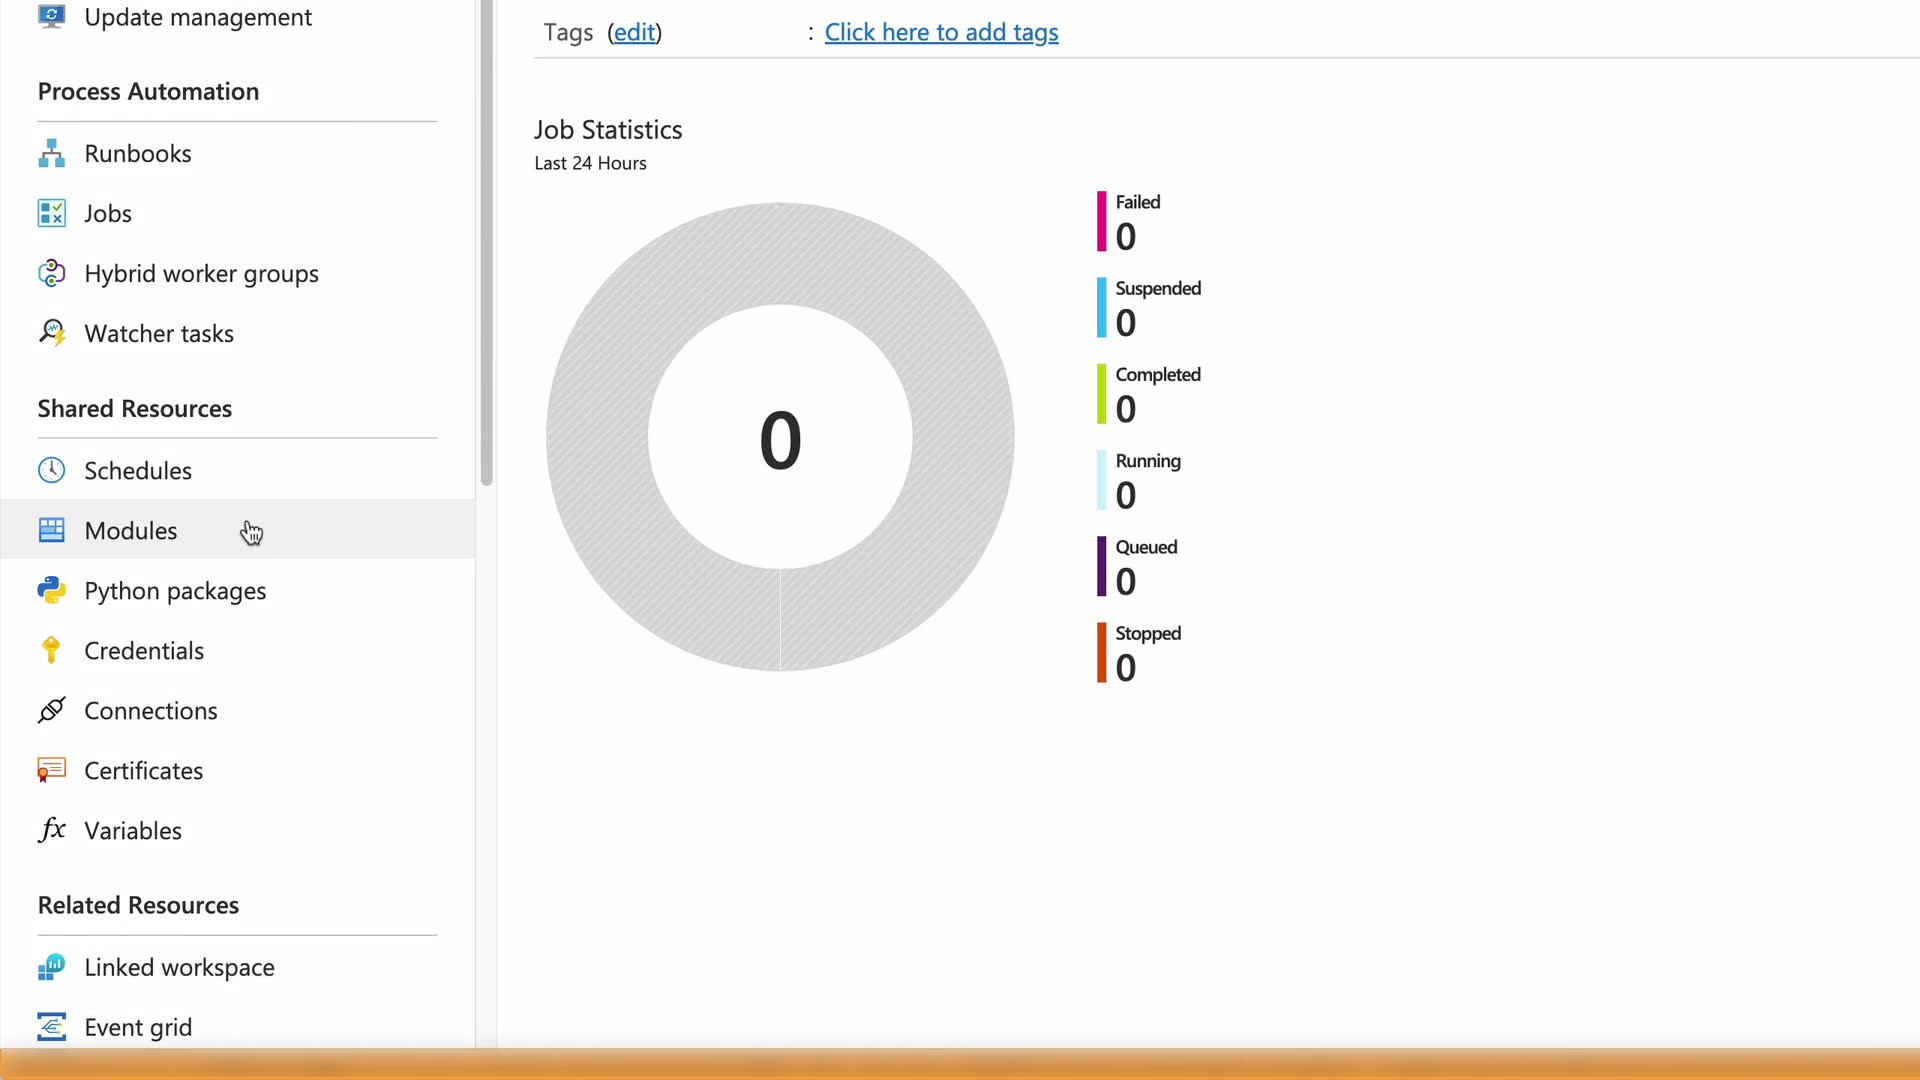 Update management
Process Automation
Runbooks
Jobs
Hybrid worker groups
Watcher tasks
Shared Resources
Schedules
Modules
Python packages
Credentials
Connections
Certificates
fx Variables
Related Resources
Linked workspace
Event grid
Tags (edit) : Click here to add tags
Job Statistics
Last 24 Hours
0
Failed
0
Suspended
0
Completed
0
Running
0
Queued
0
Stopped
0